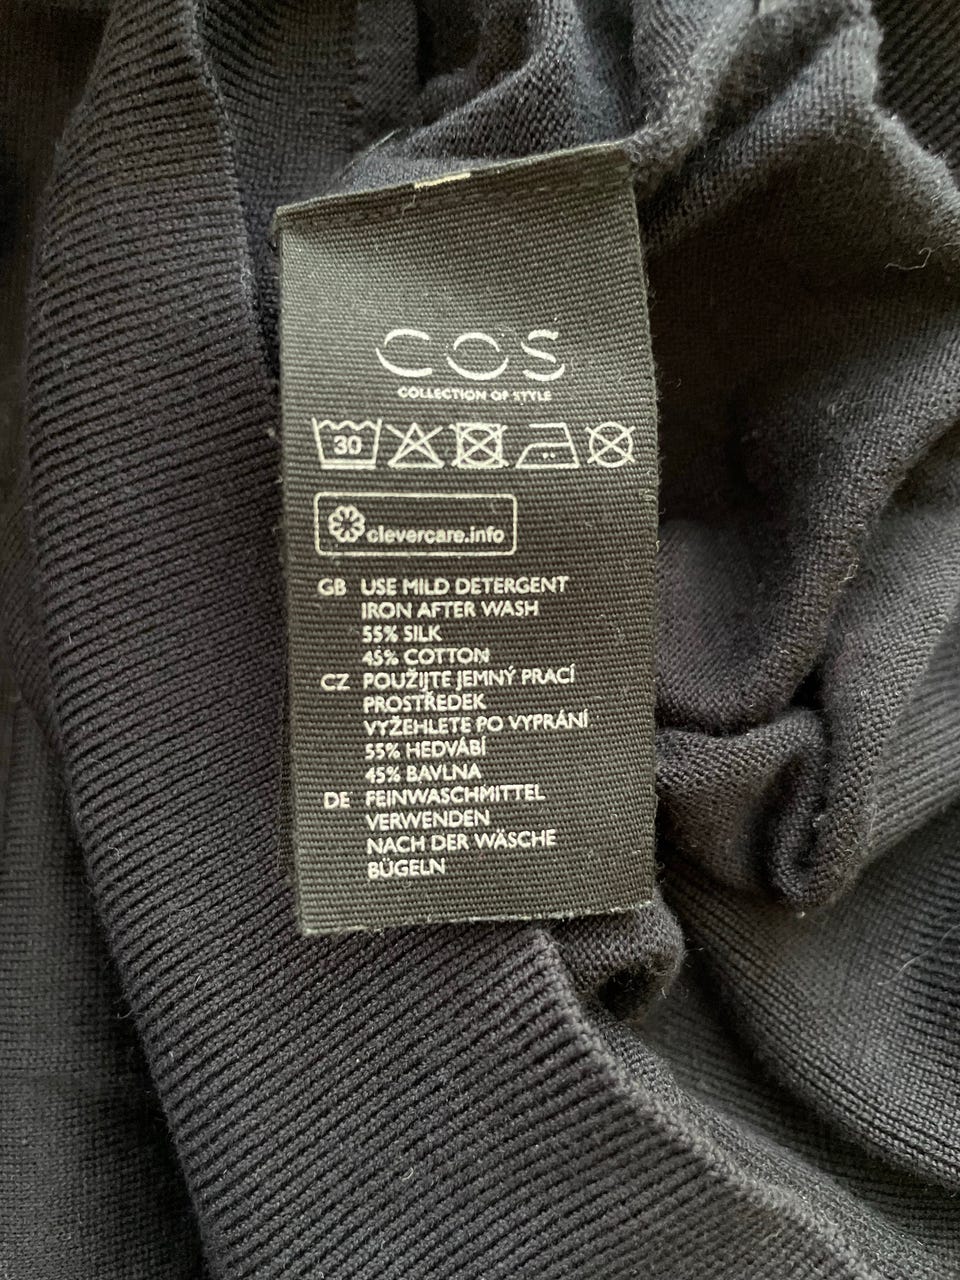 COS
COLLECTION OF STYLE
30
clevercare.info
GB USE MILD DETERGENT
IRON AFTER WASH
55% SILK
45% COTTON
CZ POUŽIJTE JEMNÝ PRACÍ
PROSTŘEDEK
VYŽEHLETE PO VYPRÁNÍ
55% HEDVÁBÍ
45% BAVLNA
DE FEINWASCHMITTEL
VERWENDEN
NACH DER WÄSCHE
BÜGELN